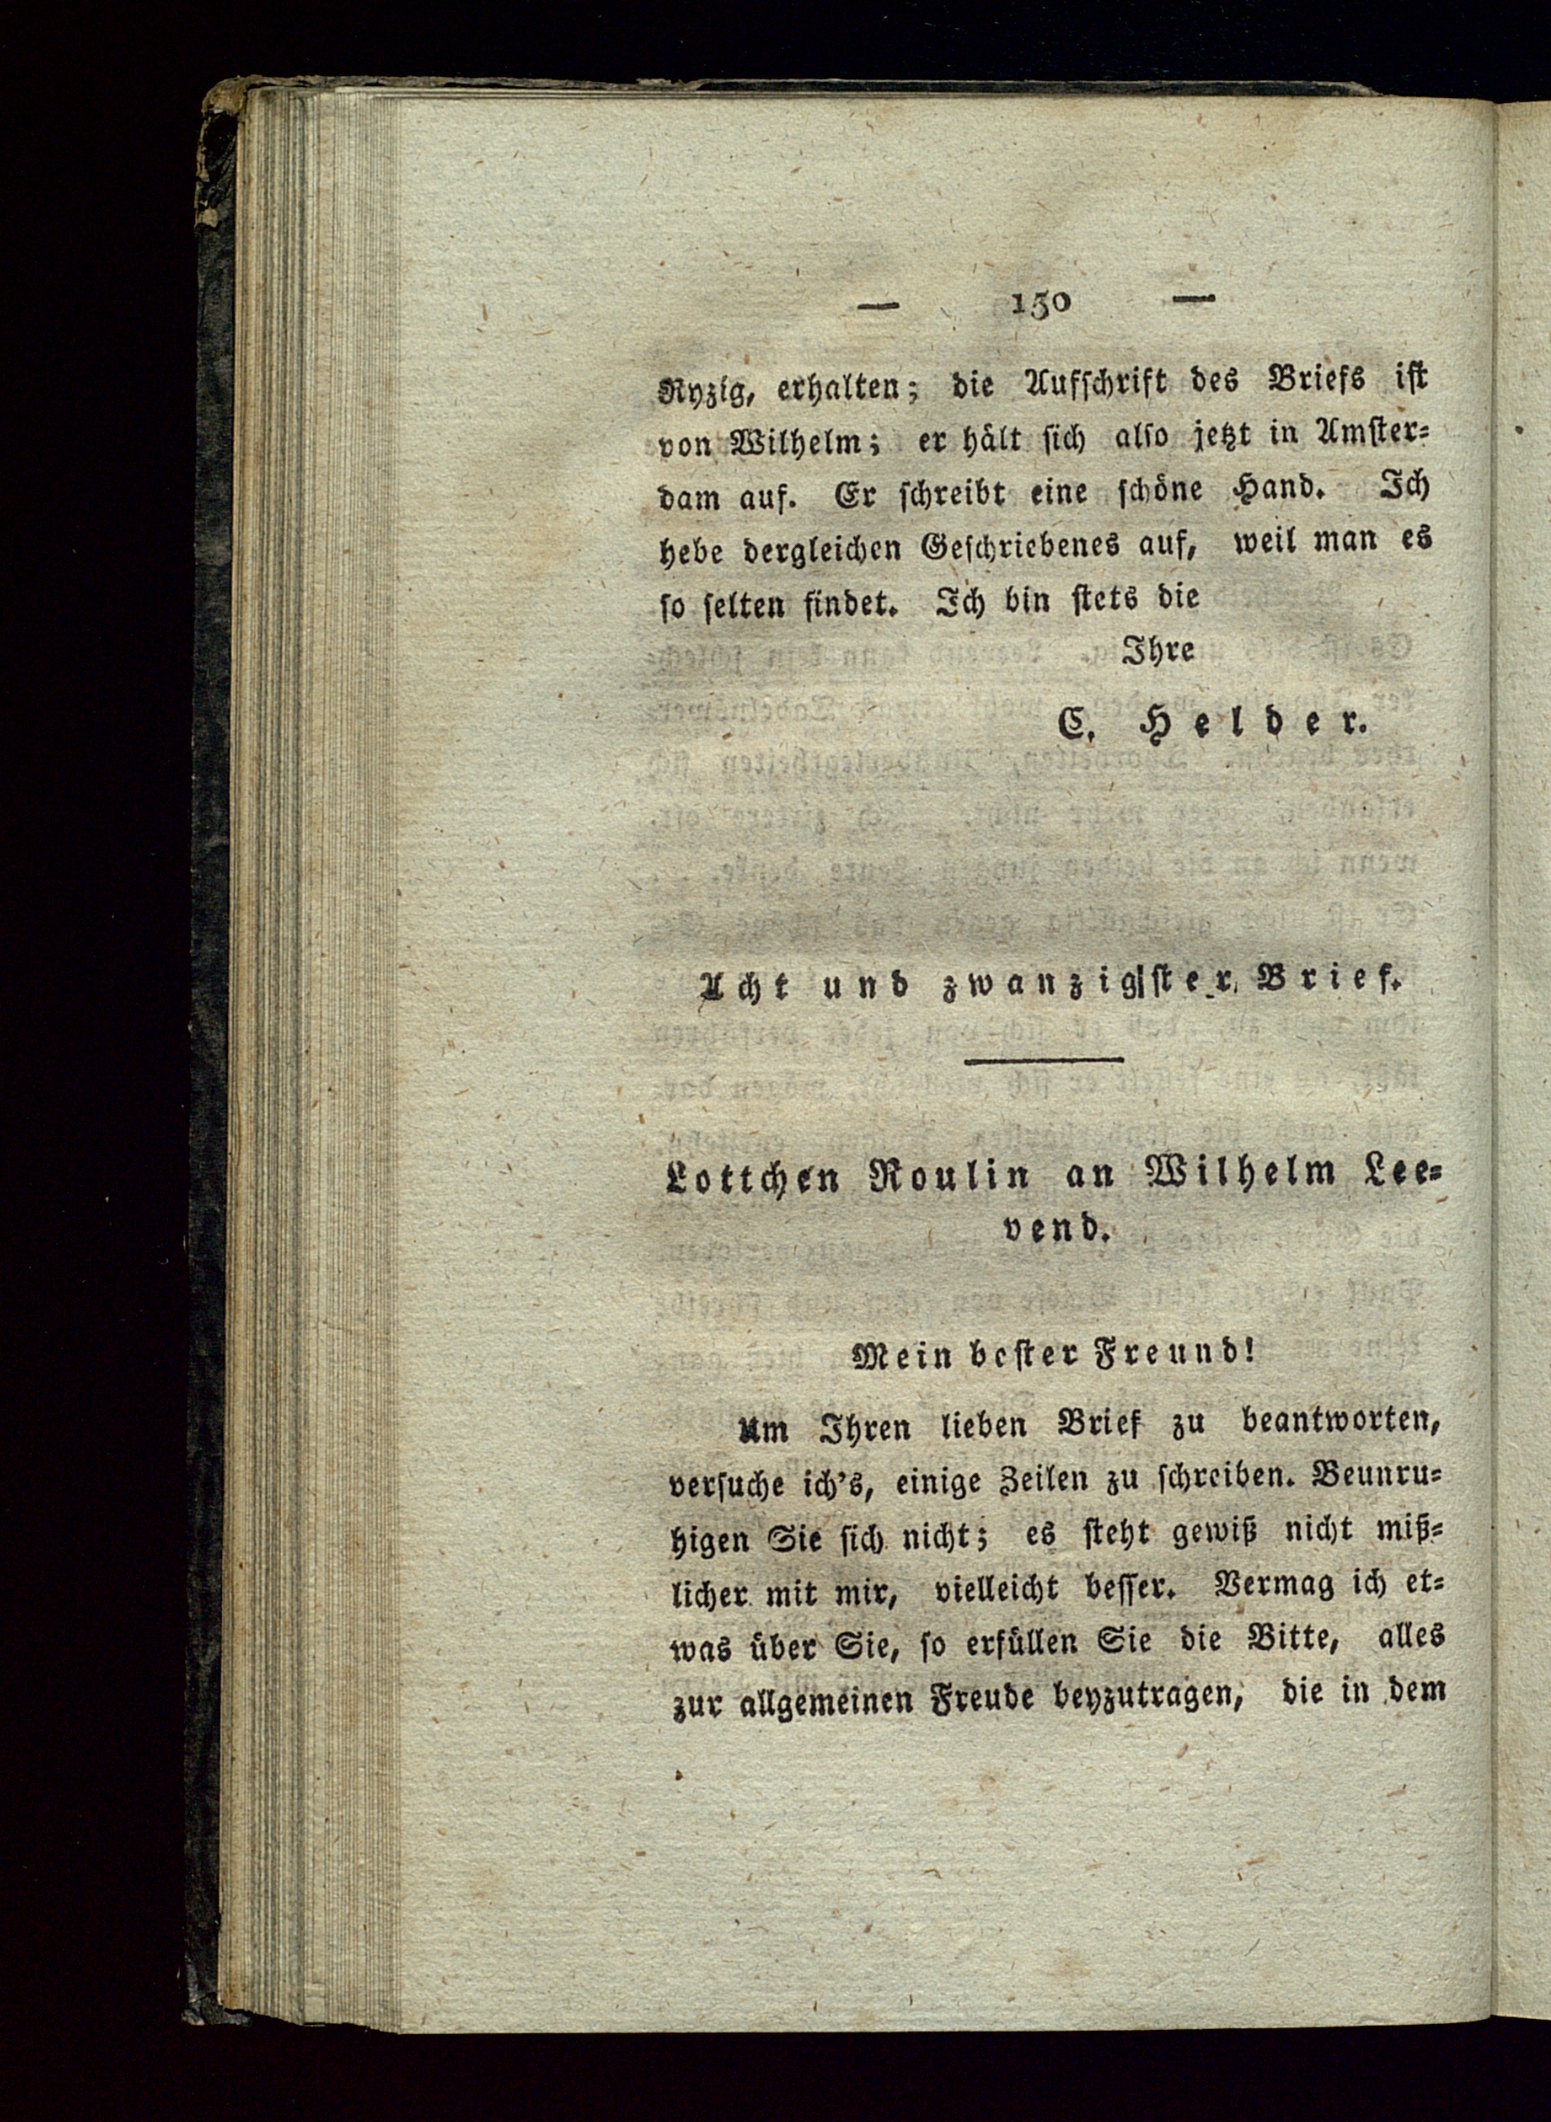 — 150 —
Ryzig, erhalten; die Aufschrift des Briefs ist
von Wilhelm; er hält sich also jetzt in Amster-
dam auf. Er schreibt eine schöne Hand. Ich
hebe dergleichen Geschriebenes auf, weil man es
so selten findet. Ich bin stets die
Ihre
C. Helder.
Acht und zwanzigster Brief.
Lottchen Roulin an Wilhelm Lee-
vend.
Mein bester Freund!
Um Ihren lieben Brief zu beantworten,
versuche ich's, einige Zeilen zu schreiben. Beunru-
higen Sie sich nicht; es steht gewiß nicht miß-
licher mit mir, vielleicht besser. Vermag ich et-
was über Sie, so erfüllen Sie die Bitte, alles
zur allgemeinen Freude beyzutragen, die in dem